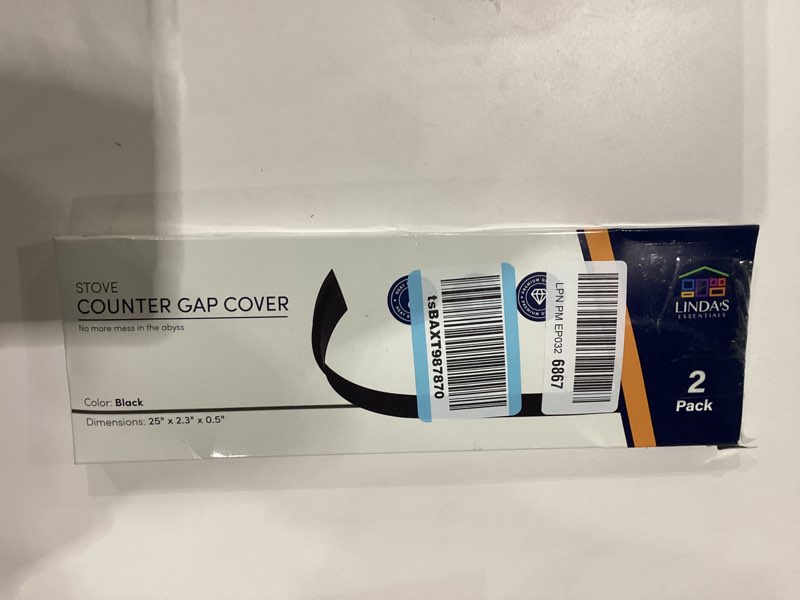 STOVE
COUNTER GAP COVER
No more mess in the abyss
Color: Black
Dimensions: 25" x 2.3" x 0.5"
tsBAXT987870
PREMIUM
LPN PM EP032 6867
LINDA'S
ESSENTIALS
2
Pack